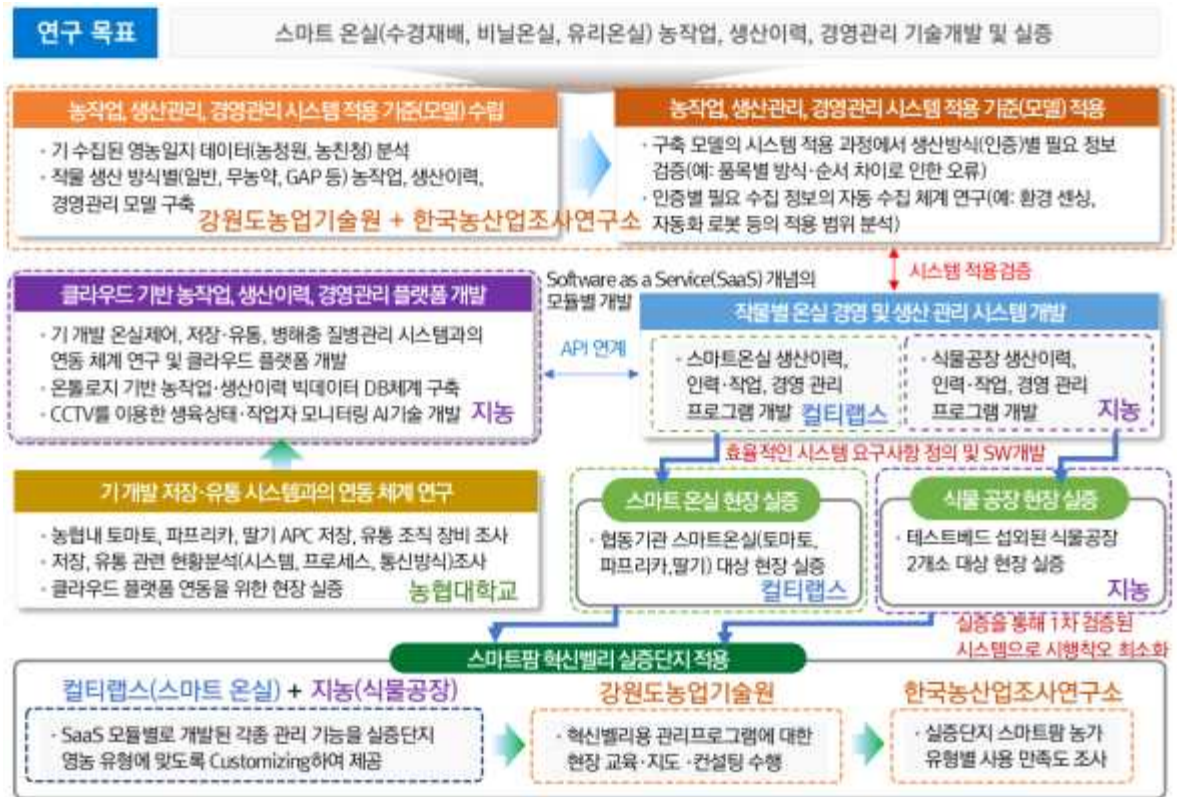 연구 목표
스마트 온실(수경재배, 비닐온실, 유리온실) 농작업, 생산이력, 경영관리 기술개발 및 실증
농작업, 생산관리, 경영관리 시스템 적용 기준(모델) 수립
· 기 수집된 영농일지 데이터(농정원, 농진청) 분석
· 작물 생산 방식별(일반, 무농약, GAP 등) 농작업, 생산이력,
경영관리 모델 구축
농작업, 생산관리, 경영관리 시스템 적용 기준(모델) 적용
· 구축 모델의 시스템 적용 과정에서 생산방식(인증)별 필요 정보
검증(예: 품목별 방식·순서 차이로 인한 오류)
· 인증별 필요 수집 정보의 자동 수집 체계 연구(예: 환경 센싱,
자동화 로봇 등의 적용 범위 분석)
강원도농업기술원 + 한국농산업조사연구소
시스템 적용검증
클라우드 기반 농작업, 생산이력, 경영관리 플랫폼 개발
· 기 개발 온실제어, 저장·유통, 병해충 질병관리 시스템과의
연동 체계 연구 및 클라우드 플랫폼 개발
· 온톨로지 기반 농작업·생산이력 빅데이터 DB체계 구축
· CCTV를 이용한 생육상태·작업자 모니터링 AI기술 개발
지농
Software as a Service(SaaS) 개념의
모듈별 개발
API 연계
작물별 온실 경영 및 생산 관리 시스템 개발
· 스마트온실 생산이력,
인력·작업, 경영 관리
프로그램 개발
컬티랩스
· 식물공장 생산이력,
인력·작업, 경영 관리
프로그램 개발
지농
효율적인 시스템 요구사항 정의 및 SW개발
기 개발 저장·유통 시스템과의 연동 체계 연구
· 농협내 토마토, 파프리카, 딸기 APC 저장, 유통 조직 장비 조사
· 저장, 유통 관련 현황분석(시스템, 프로세스, 통신방식)조사
· 클라우드 플랫폼 연동을 위한 현장 실증
농협대학교
스마트 온실 현장 실증
· 협동기관 스마트온실(토마토,
파프리카,딸기) 대상 현장 실증
컬티랩스
식물 공장 현장 실증
· 테스트베드 섭외된 식물공장
2개소 대상 현장 실증
지농
실증을 통해 1차 검증된
시스템으로 시행착오 최소화
스마트팜 혁신벨리 실증단지 적용
컬티랩스(스마트 온실) + 지농(식물공장)
· SaaS 모듈별로 개발된 각종 관리 기능을 실증단지
영농 유형에 맞도록 Customizing하여 제공
강원도농업기술원
· 혁신벨리용 관리프로그램에 대한
현장 교육·지도·컨설팅 수행
한국농산업조사연구소
· 실증단지 스마트팜 농가
유형별 사용 만족도 조사